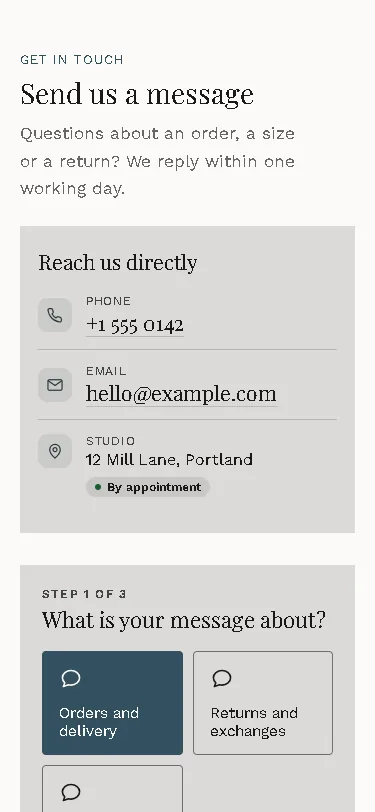 GET IN TOUCH
Send us a message
Questions about an order, a size
or a return? We reply within one
working day.
Reach us directly
PHONE
+1 555 0142
EMAIL
hello@example.com
STUDIO
12 Mill Lane, Portland
By appointment
STEP 1 OF 3
What is your message about?
Orders and
delivery
Returns and
exchanges